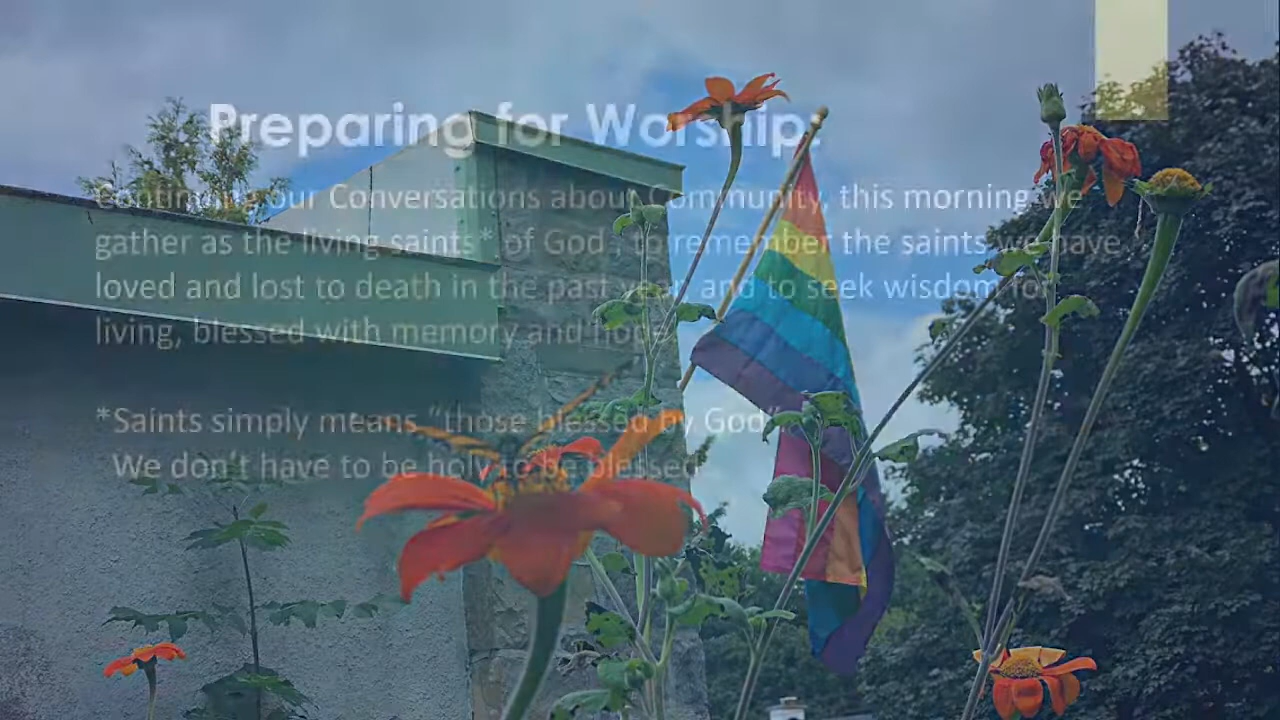 Preparing for Worship:
Continuing our Conversations about Community, this morning we
gather as the living saints* of God, to remember the saints we have
loved and lost to death in the past year, and to seek wisdom for
living, blessed with memory and hope.
*Saints simply means “those blessed by God”
We don't have to be holy to be blessed